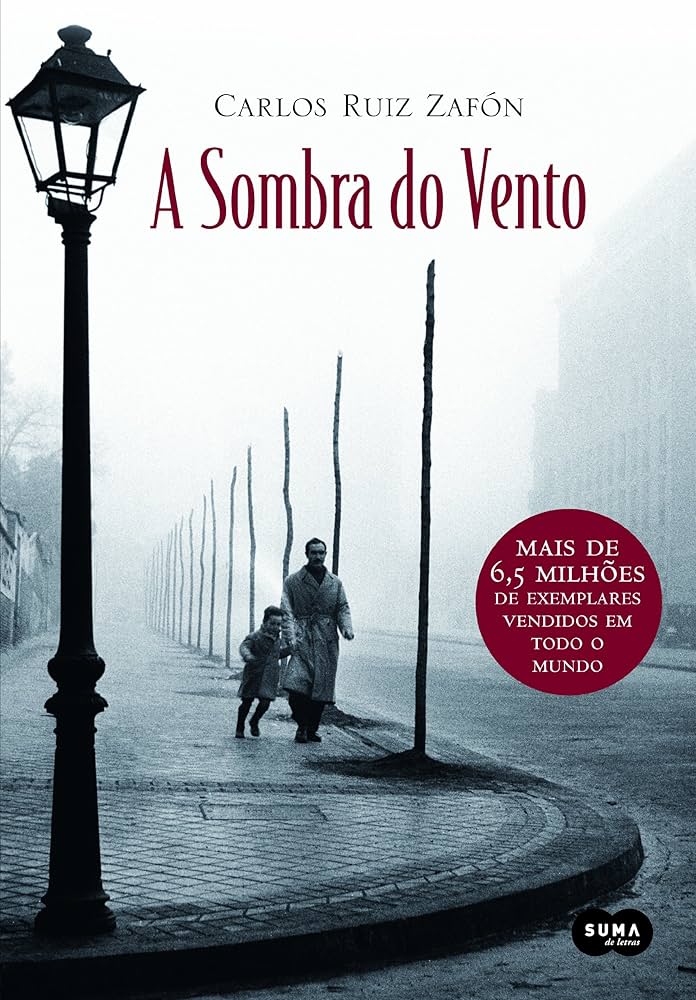 CARLOS RUIZ ZAFÓN
A Sombra do Vento
MAIS DE
6,5 MILHÕES
DE EXEMPLARES
VENDIDOS EM
TODO O
MUNDO
SUMA
de letras